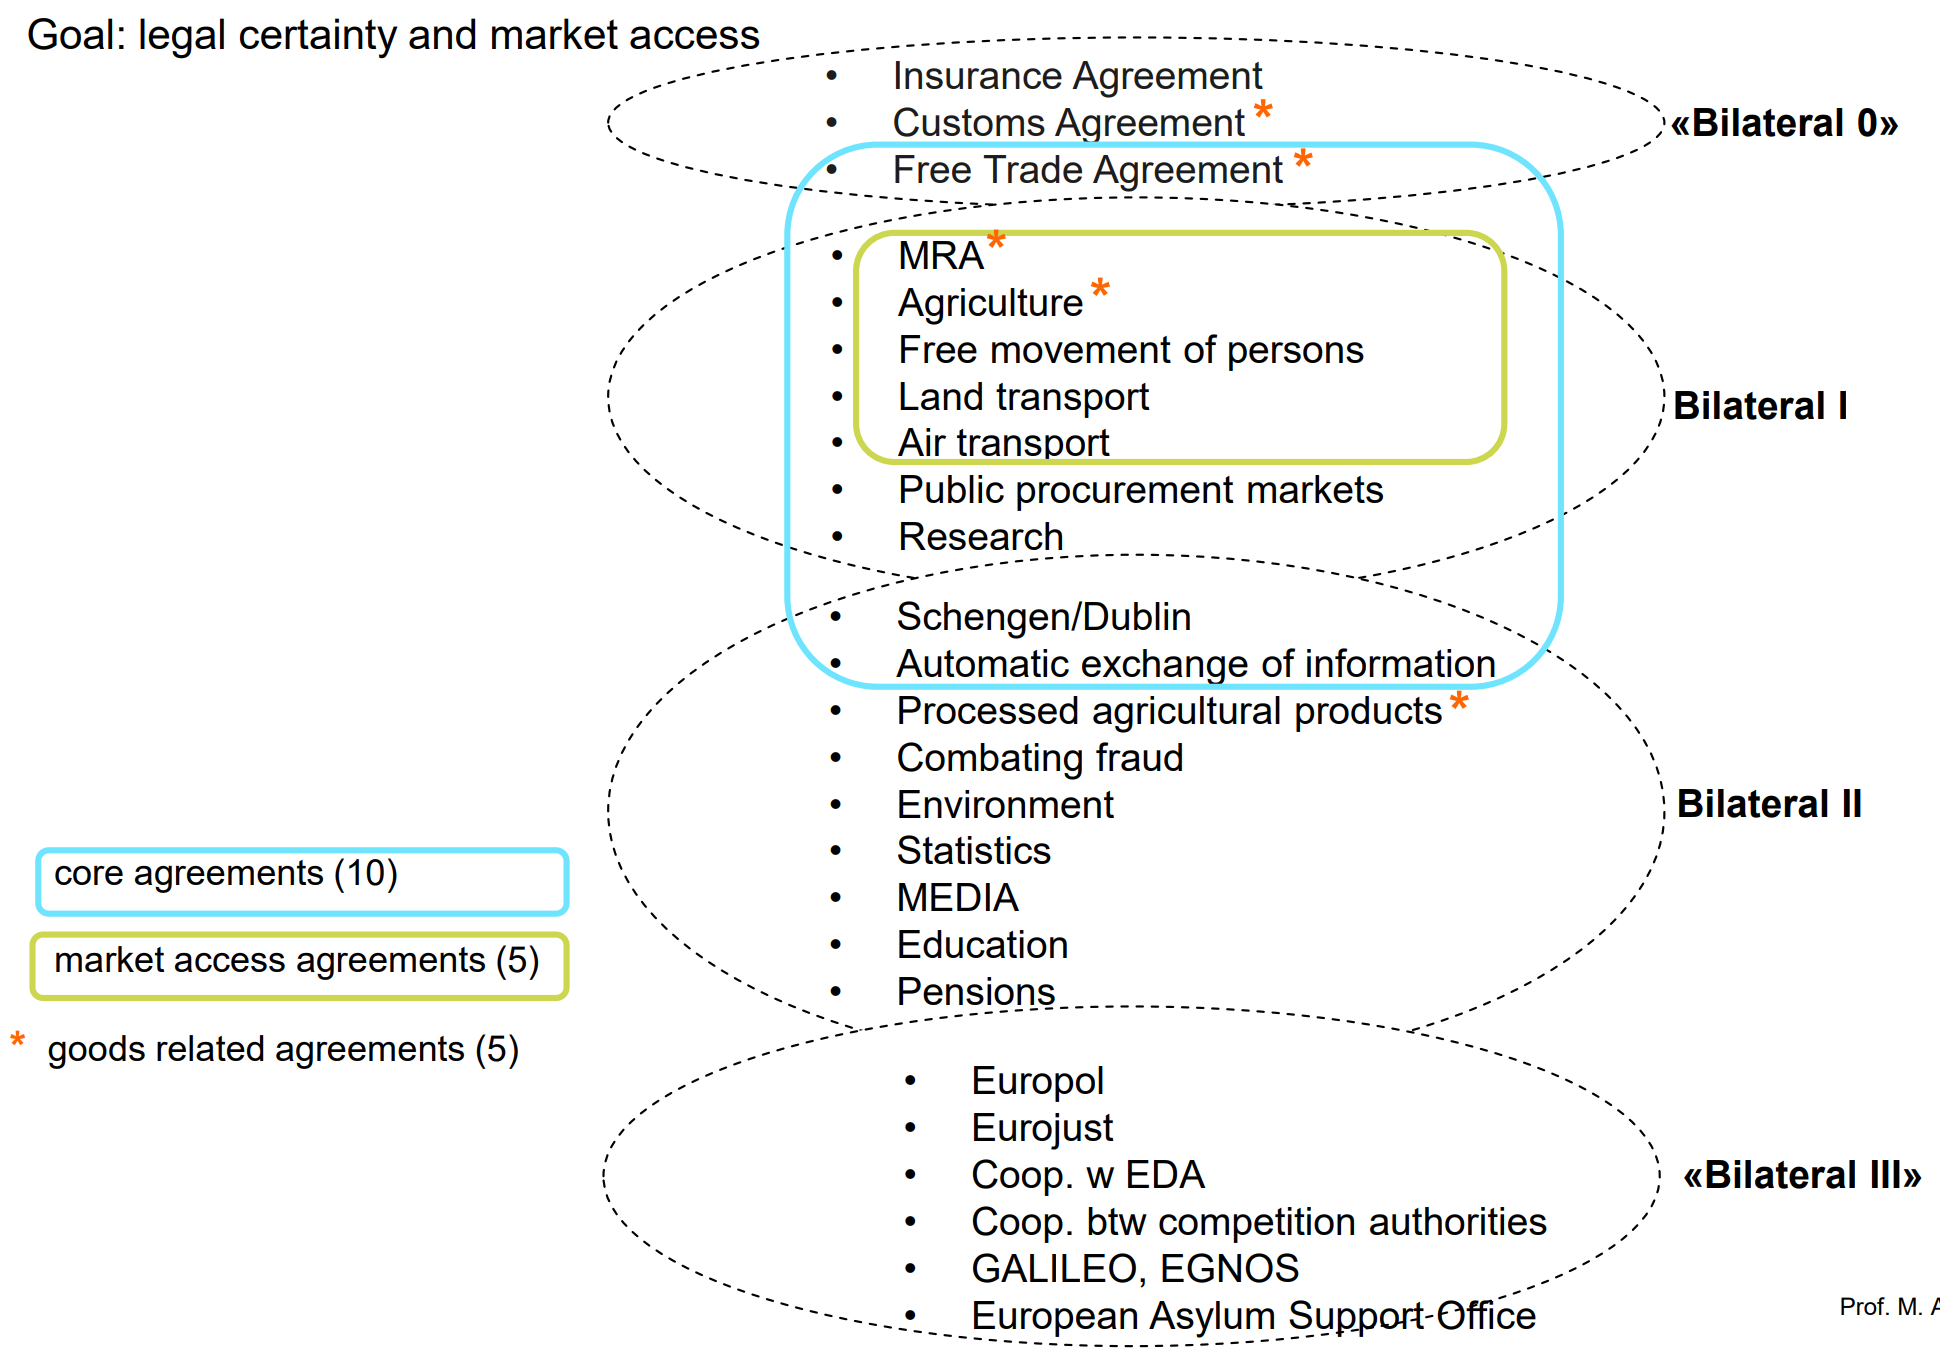 Goal: legal certainty and market access
• Insurance Agreement
• Customs Agreement *
• Free Trade Agreement *
«Bilateral 0»
• MRA *
• Agriculture *
• Free movement of persons
• Land transport
• Air transport
• Public procurement markets
• Research
Bilateral I
• Schengen/Dublin
• Automatic exchange of information
• Processed agricultural products *
• Combating fraud
• Environment
• Statistics
• MEDIA
• Education
• Pensions
Bilateral II
core agreements (10)
market access agreements (5)
* goods related agreements (5)
• Europol
• Eurojust
• Coop. w EDA
• Coop. btw competition authorities
• GALILEO, EGNOS
• European Asylum Support Office
«Bilateral III»
Prof. M. A